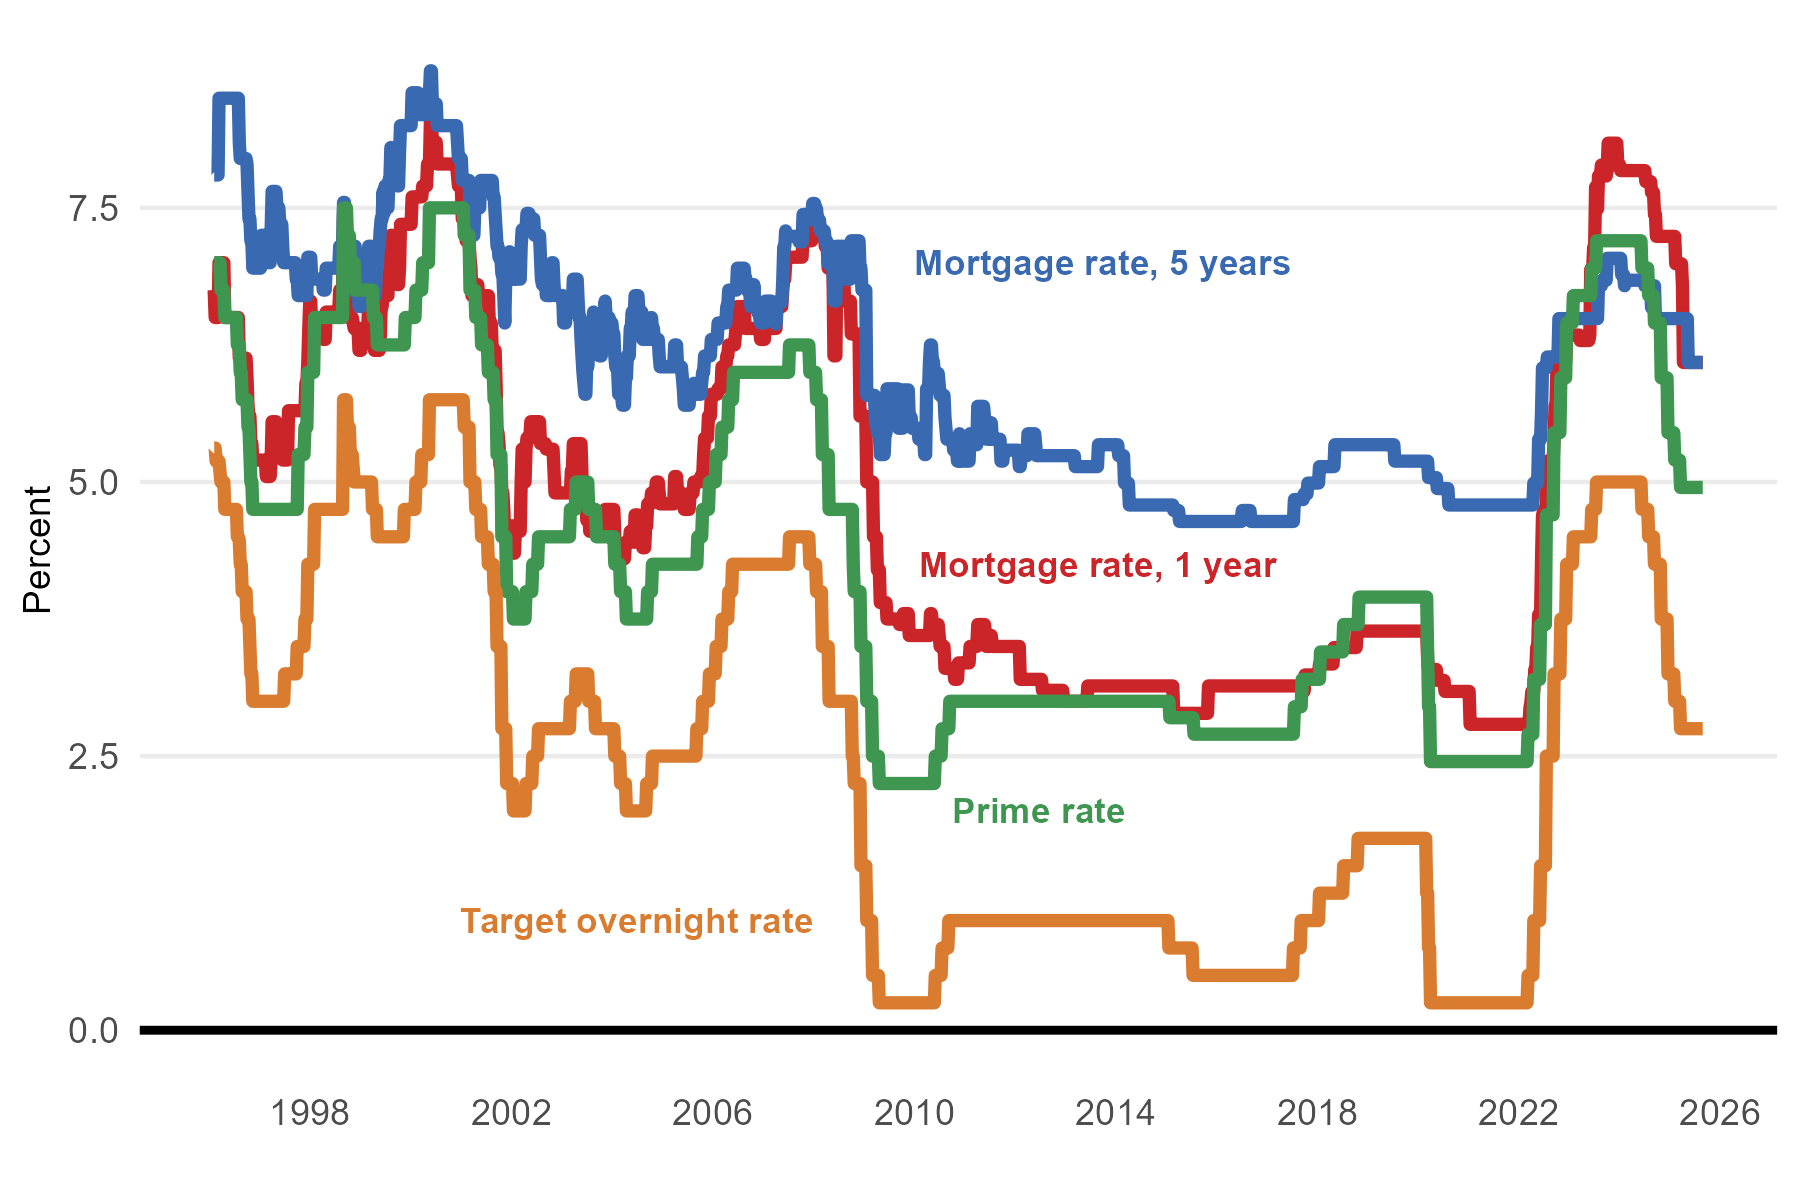 7.5
Mortgage rate, 5 years
5.0
Percent
Mortgage rate, 1 year
2.5
Prime rate
Target overnight rate
0.0
1998 2002 2006 2010 2014 2018 2022 2026